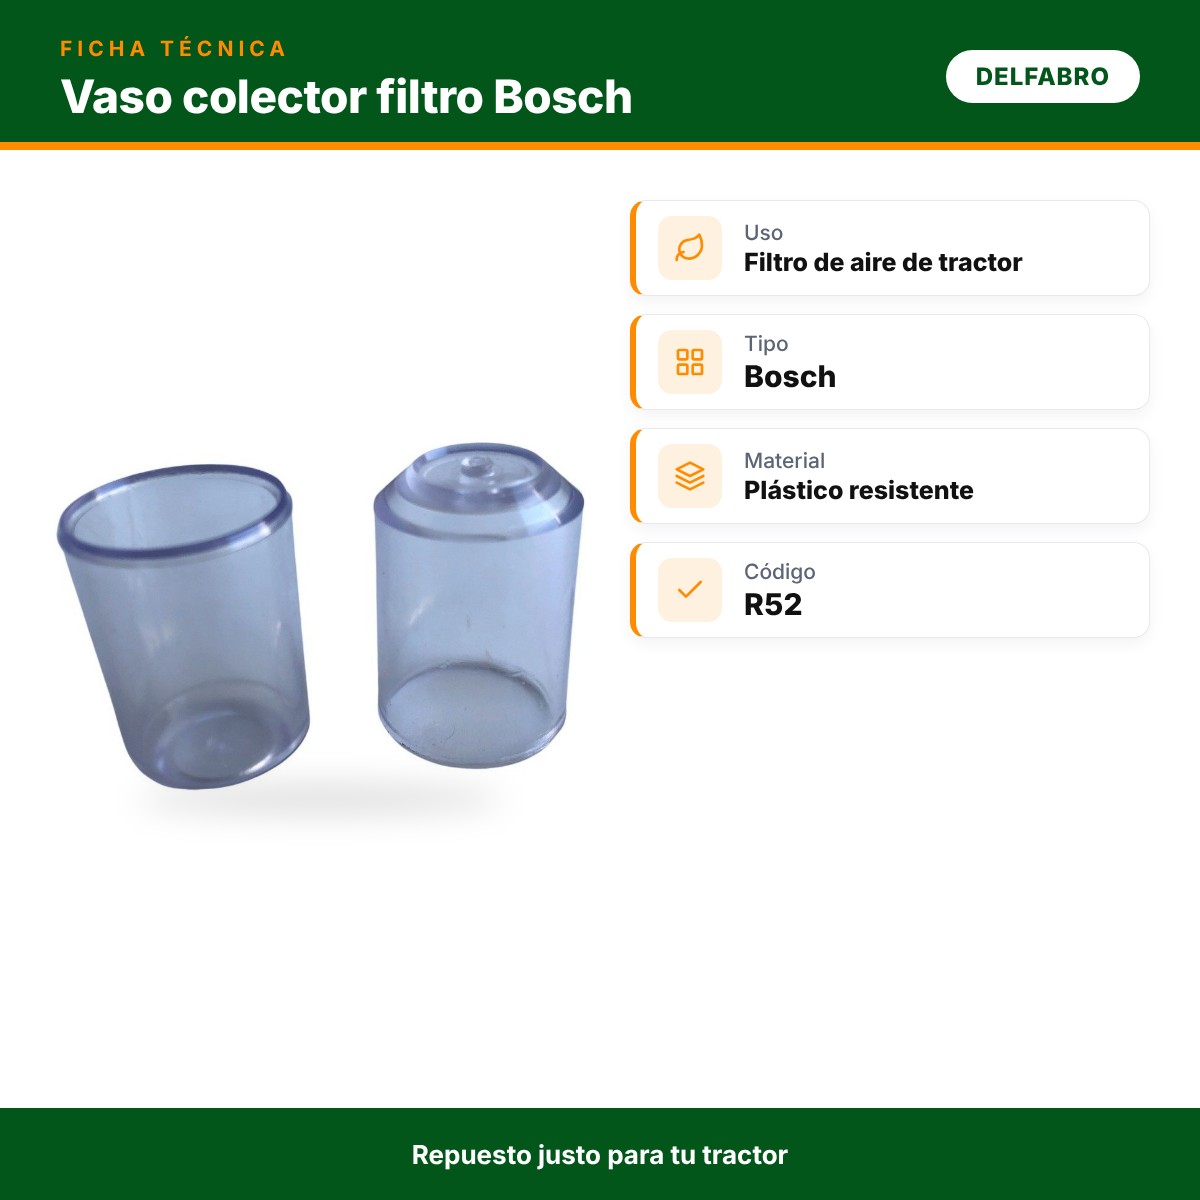 FICHA TÉCNICA
Vaso colector filtro Bosch
DELFABRO
Uso
Filtro de aire de tractor
Tipo
Bosch
Material
Plástico resistente
Código
R52
Repuesto justo para tu tractor